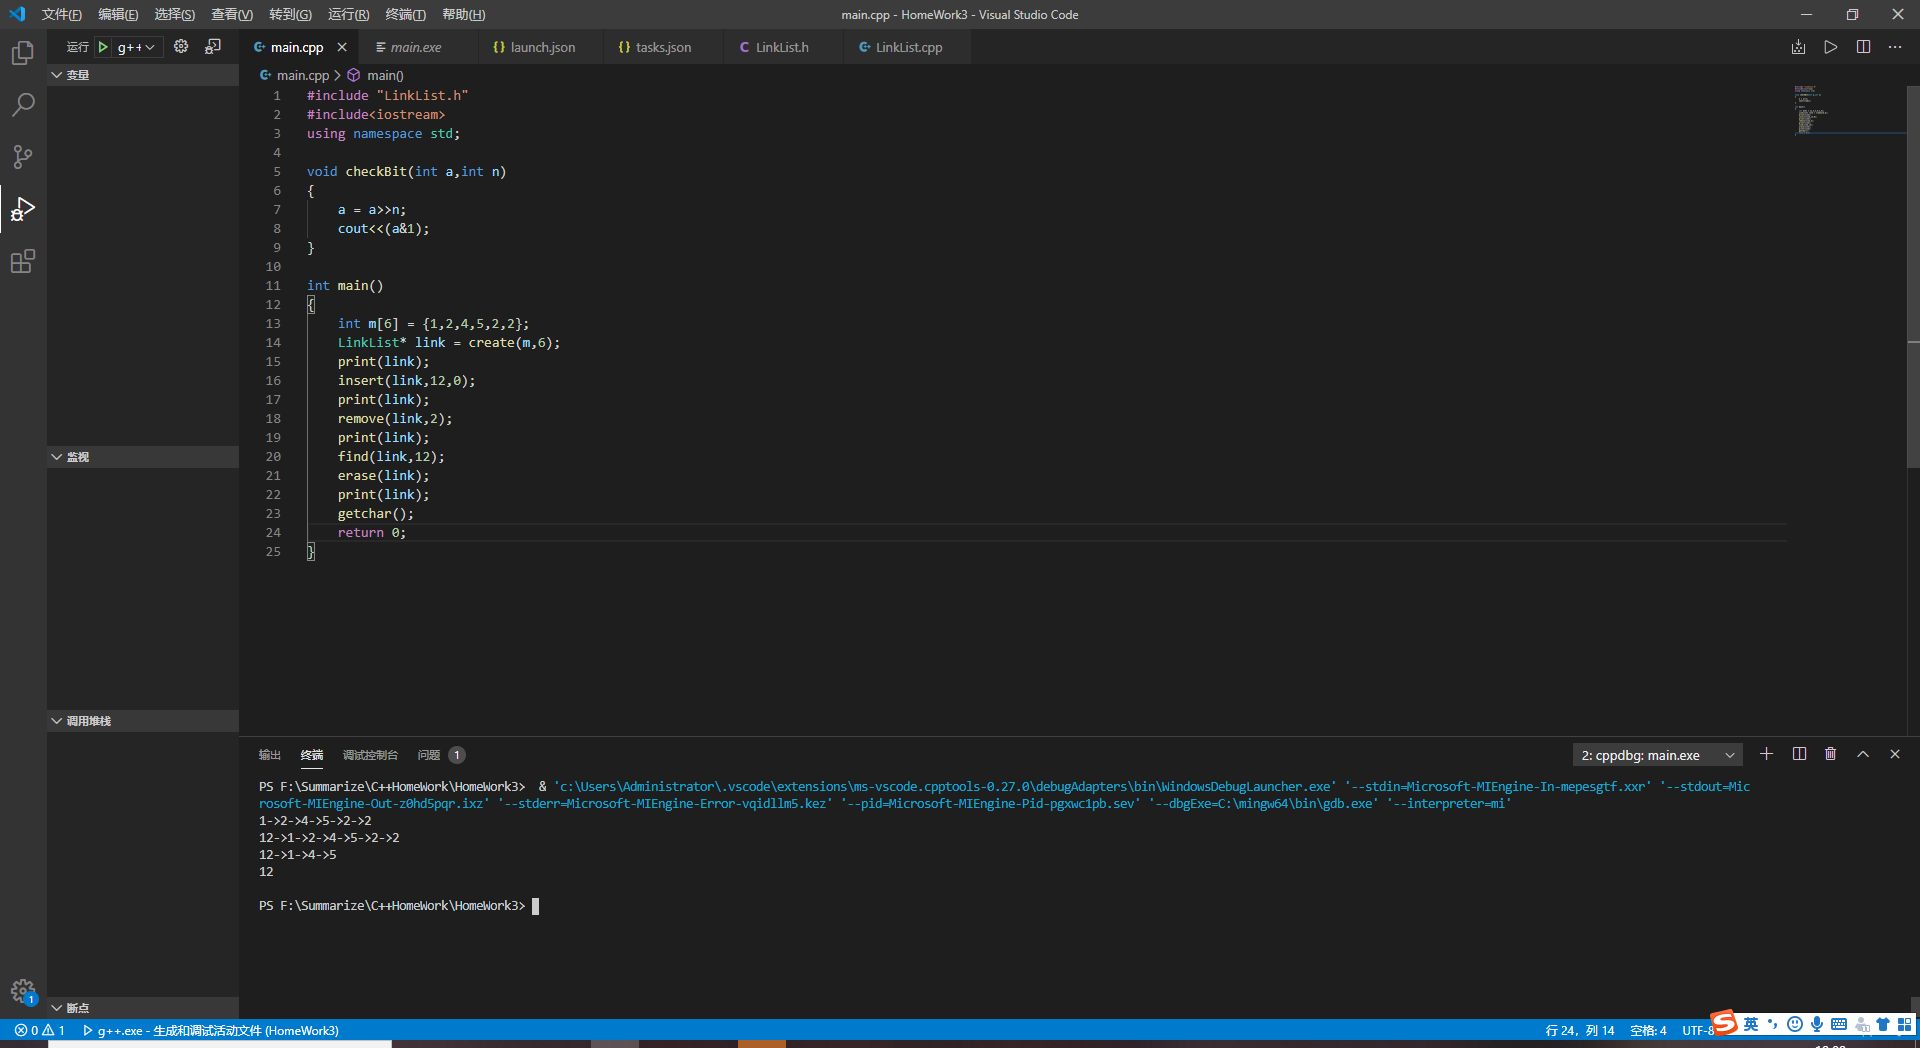 文件(F) 编辑(E) 选择(S) 查看(V) 转到(G) 运行(R) 终端(T) 帮助(H)
main.cpp - HomeWork3 - Visual Studio Code
运行 g++
main.cpp main.exe launch.json tasks.json LinkList.h LinkList.cpp
变量
监视
调用堆栈
断点
main.cpp > main()
1 #include "LinkList.h"
2 #include<iostream>
3 using namespace std;
4
5 void checkBit(int a,int n)
6 {
7 a = a>>n;
8 cout<<(a&1);
9 }
10
11 int main()
12 {
13 int m[6] = {1,2,4,5,2,2};
14 LinkList* link = create(m,6);
15 print(link);
16 insert(link,12,0);
17 print(link);
18 remove(link,2);
19 print(link);
20 find(link,12);
21 erase(link);
22 print(link);
23 getchar();
24 return 0;
25 }
输出 终端 调试控制台 问题 1
2: cppdbg: main.exe
PS F:\Summarize\C++HomeWork\HomeWork3> & 'c:\Users\Administrator\.vscode\extensions\ms-vscode.cpptools-0.27.0\debugAdapters\bin\WindowsDebugLauncher.exe' '--stdin=Microsoft-MIEngine-In-mepesgtf.xxr' '--stdout=Mic
rosoft-MIEngine-Out-z0hd5pqr.ixz' '--stderr=Microsoft-MIEngine-Error-vqidllm5.kez' '--pid=Microsoft-MIEngine-Pid-pgxwc1pb.sev' '--dbgExe=C:\mingw64\bin\gdb.exe' '--interpreter=mi'
1->2->4->5->2->2
12->1->2->4->5->2->2
12->1->4->5
12
PS F:\Summarize\C++HomeWork\HomeWork3>
1
0 1 g++.exe - 生成和调试活动文件 (HomeWork3)
行 24，列 14 空格: 4 UTF-8
S 英